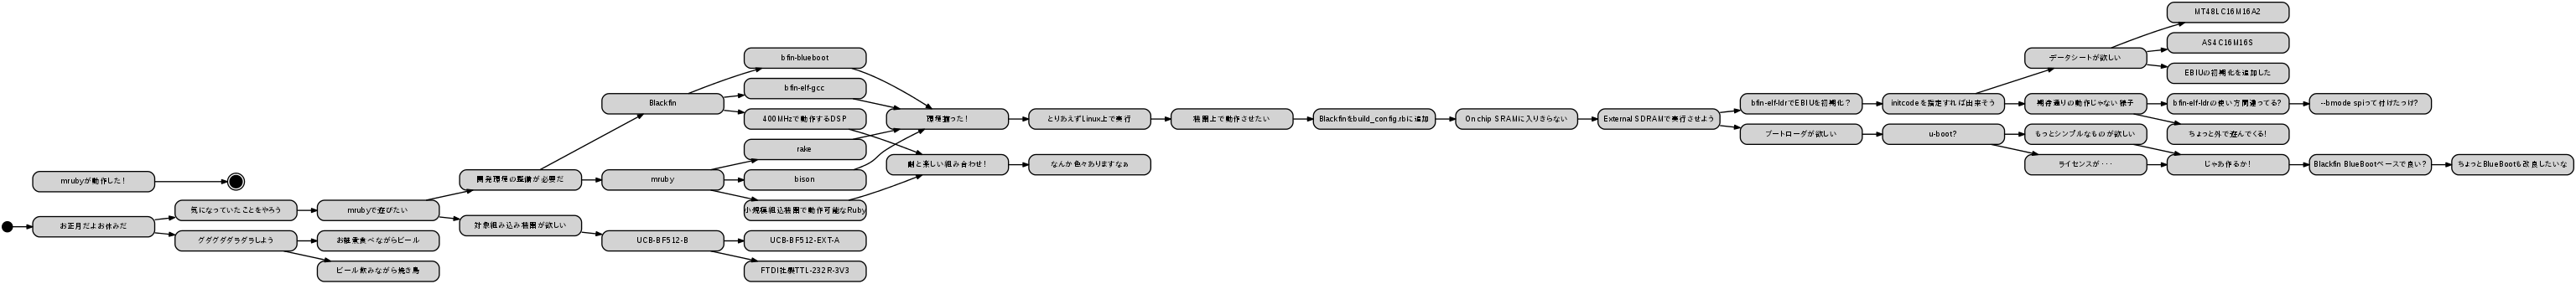 mrubyが動作した！
お正月だよお休みだ
気になっていたことをやろう
グダグダダラダラしよう
mrubyで遊びたい
お雑煮食べながらビール
ビール飲みながら焼き鳥
開発環境の整備が必要だ
対象組み込み装置が欲しい
Blackfin
mruby
UCB-BF512-B
bfin-blueboot
bfin-elf-gcc
400MHzで動作するDSP
rake
bison
小規模組込装置で動作可能なRuby
UCB-BF512-EXT-A
FTDI社製TTL-232R-3V3
環境揃った！
割と楽しい組み合わせ！
とりあえずLinux上で実行
なんか色々ありますなぁ
装置上で動作させたい
Blackfinをbuild_config.rbに追加
On chip SRAMに入りきらない
External SDRAMで実行させよう
bfin-elf-ldrでEBIUを初期化？
ブートローダが欲しい
initcodeを指定すれば出来そう
u-boot?
データシートが欲しい
期待通りの動作じゃない様子
もっとシンプルなものが欲しい
ライセンスが・・・
MT48LC16M16A2
AS4C16M16S
EBIUの初期化を追加した
bfin-elf-ldrの使い方間違ってる?
ちょっと外で遊んでくる!
じゃあ作るか！
--bmode spiって付けたっけ?
Blackfin BlueBootベースで良い?
ちょっとBlueBootも改良したいな